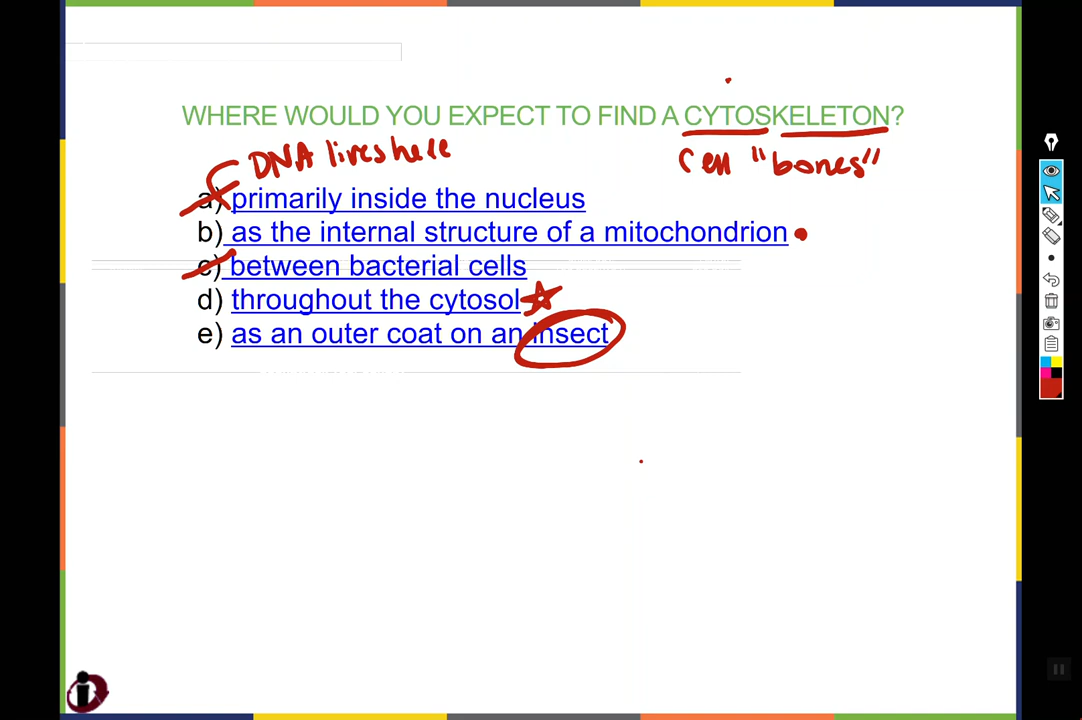 WHERE WOULD YOU EXPECT TO FIND A CYTOSKELETON?
DNA lives here
Cell "bones"
a) primarily inside the nucleus
b) as the internal structure of a mitochondrion
c) between bacterial cells
d) throughout the cytosol
e) as an outer coat on an insect